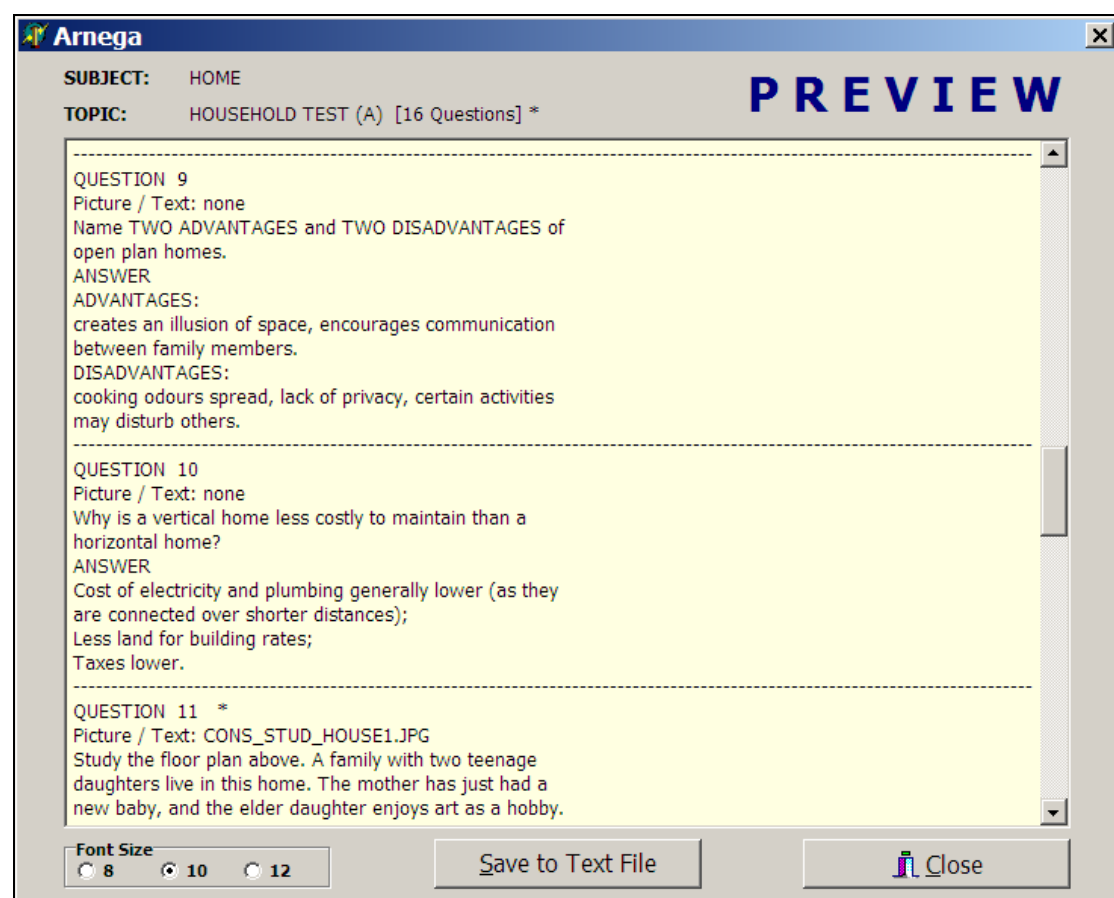 Arnega
SUBJECT: HOME
PREVIEW
TOPIC: HOUSEHOLD TEST (A) [16 Questions] *
QUESTION 9
Picture / Text: none
Name TWO ADVANTAGES and TWO DISADVANTAGES of
open plan homes.
ANSWER
ADVANTAGES:
creates an illusion of space, encourages communication
between family members.
DISADVANTAGES:
cooking odours spread, lack of privacy, certain activities
may disturb others.
QUESTION 10
Picture / Text: none
Why is a vertical home less costly to maintain than a
horizontal home?
ANSWER
Cost of electricity and plumbing generally lower (as they
are connected over shorter distances);
Less land for building rates;
Taxes lower.
QUESTION 11 *
Picture / Text: CONS_STUD_HOUSE1.JPG
Study the floor plan above. A family with two teenage
daughters live in this home. The mother has just had a
new baby, and the elder daughter enjoys art as a hobby.
Font Size
8 10 12
Save to Text File
Close